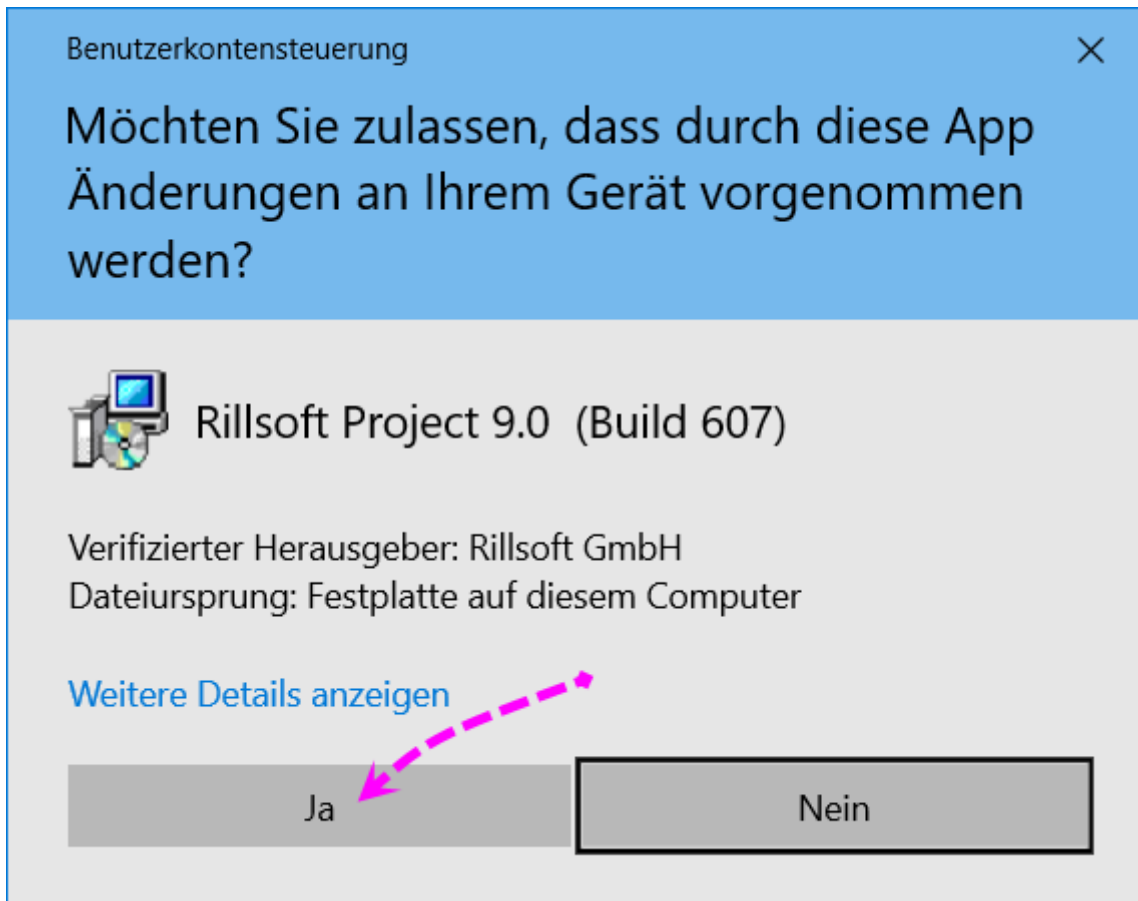 Benutzerkontensteuerung
Möchten Sie zulassen, dass durch diese App
Änderungen an Ihrem Gerät vorgenommen
werden?
Rillsoft Project 9.0  (Build 607)
Verifizierter Herausgeber: Rillsoft GmbH
Dateiursprung: Festplatte auf diesem Computer
Weitere Details anzeigen
Ja
Nein